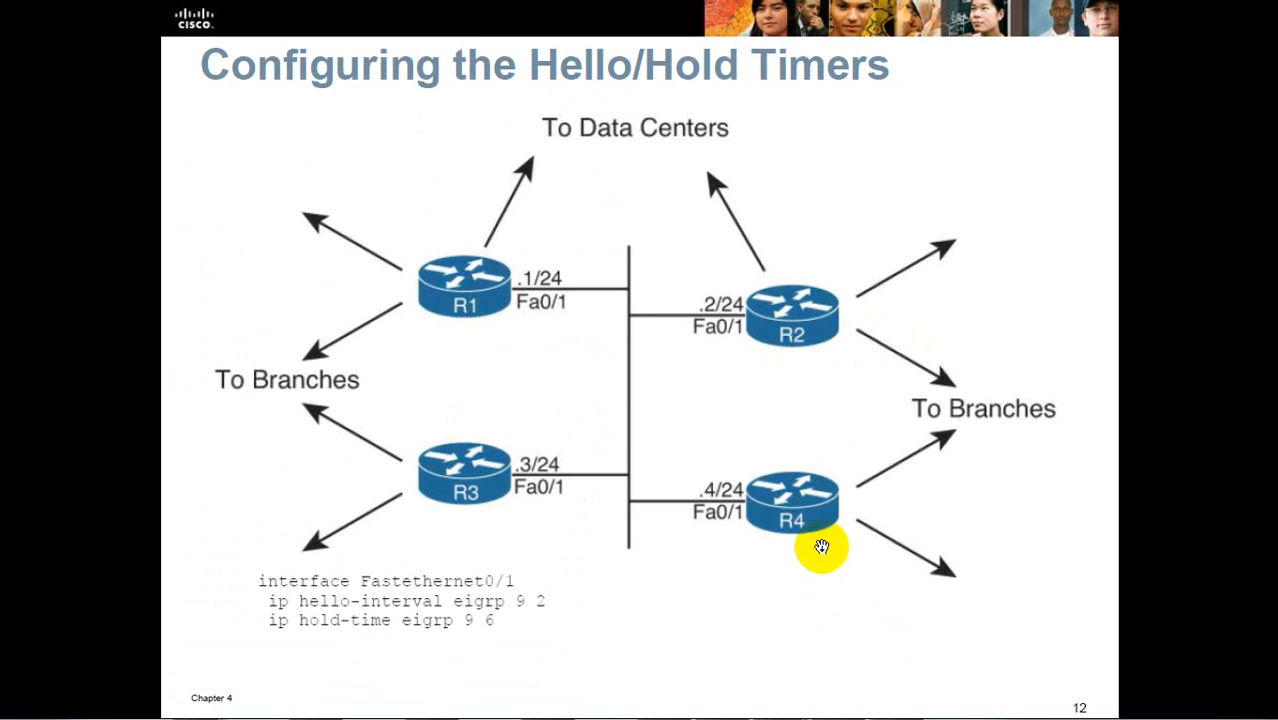 CISCO.
Configuring the Hello/Hold Timers
To Data Centers
.1/24
Fa0/1
R1
.2/24
Fa0/1
R2
To Branches
To Branches
.3/24
Fa0/1
R3
.4/24
Fa0/1
R4
interface Fastethernet0/1
ip hello-interval eigrp 9 2
ip hold-time eigrp 9 6
Chapter 4
12